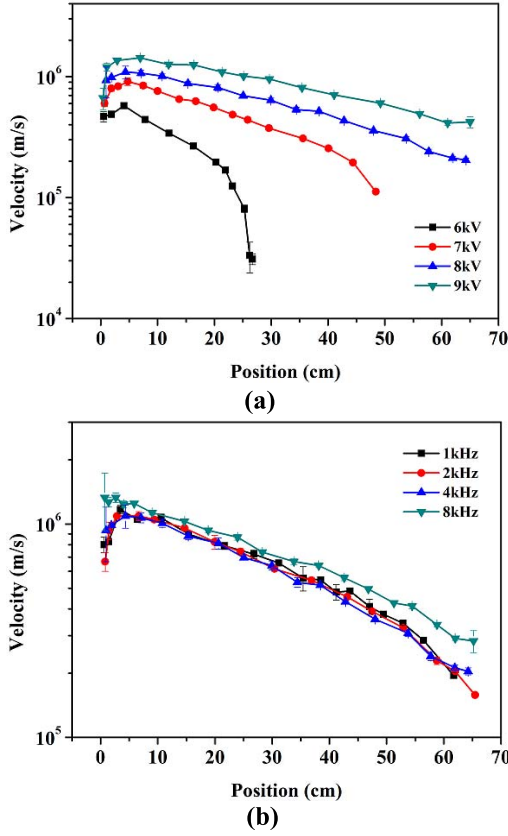 10^6
10^5
10^4
Velocity (m/s)
6kV
7kV
8kV
9kV
0 10 20 30 40 50 60 70
Position (cm)
(a)
10^6
10^5
Velocity (m/s)
1kHz
2kHz
4kHz
8kHz
0 10 20 30 40 50 60 70
Position (cm)
(b)